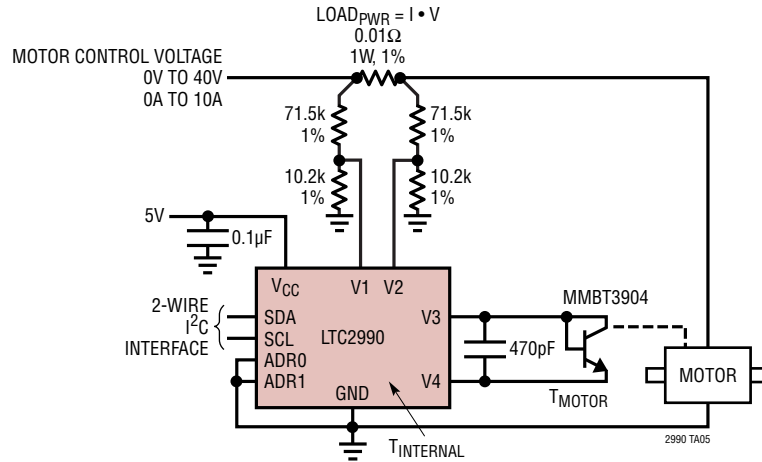 LOADPWR = I • V
0.01Ω
1W, 1%
MOTOR CONTROL VOLTAGE
0V TO 40V
0A TO 10A
71.5k
1%
71.5k
1%
10.2k
1%
10.2k
1%
5V
0.1µF
VCC
V1
V2
2-WIRE
I2C
INTERFACE
SDA
SCL
ADR0
ADR1
LTC2990
GND
V3
V4
470pF
MMBT3904
TMOTOR
MOTOR
TINTERNAL
2990 TA05